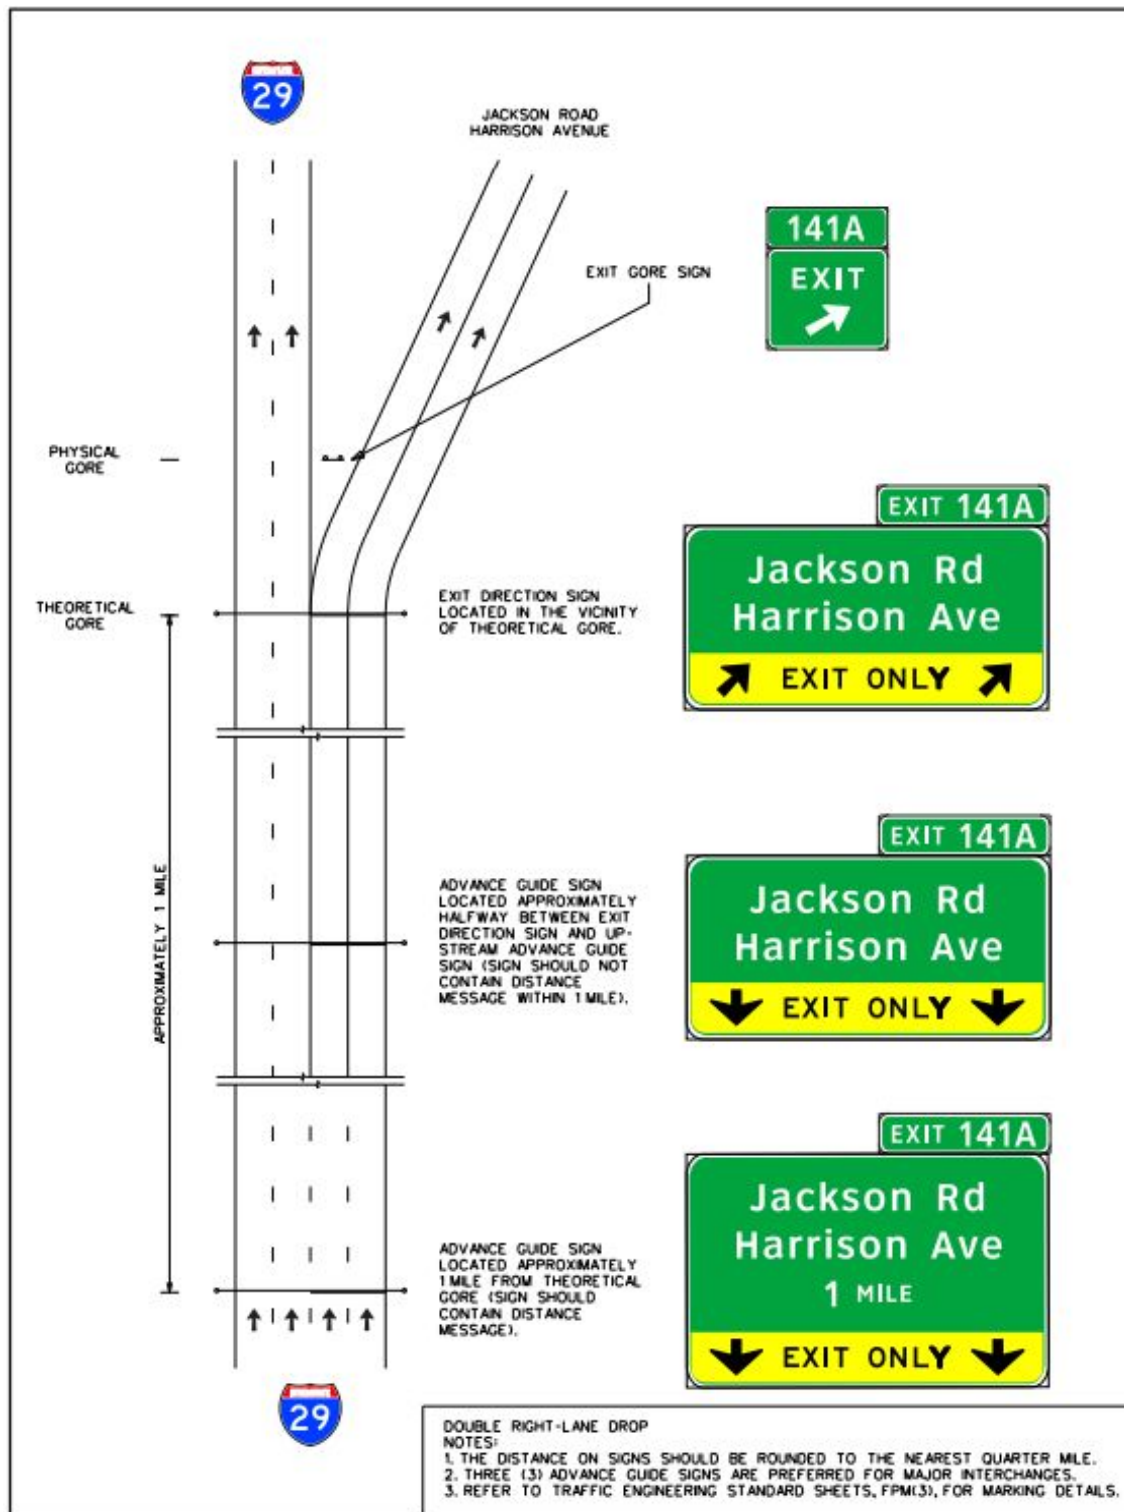 29
JACKSON ROAD
HARRISON AVENUE
141A
EXIT
EXIT GORE SIGN
PHYSICAL
GORE
EXIT 141A
Jackson Rd
Harrison Ave
EXIT ONLY
THEORETICAL
GORE
EXIT DIRECTION SIGN
LOCATED IN THE VICINITY
OF THEORETICAL GORE.
APPROXIMATELY 1 MILE
EXIT 141A
Jackson Rd
Harrison Ave
EXIT ONLY
ADVANCE GUIDE SIGN
LOCATED APPROXIMATELY
HALFWAY BETWEEN EXIT
DIRECTION SIGN AND UP-
STREAM ADVANCE GUIDE
SIGN (SIGN SHOULD NOT
CONTAIN DISTANCE
MESSAGE WITHIN 1 MILE).
EXIT 141A
Jackson Rd
Harrison Ave
1 MILE
EXIT ONLY
ADVANCE GUIDE SIGN
LOCATED APPROXIMATELY
1 MILE FROM THEORETICAL
GORE (SIGN SHOULD
CONTAIN DISTANCE
MESSAGE).
29
DOUBLE RIGHT-LANE DROP
NOTES:
1. THE DISTANCE ON SIGNS SHOULD BE ROUNDED TO THE NEAREST QUARTER MILE.
2. THREE (3) ADVANCE GUIDE SIGNS ARE PREFERRED FOR MAJOR INTERCHANGES.
3. REFER TO TRAFFIC ENGINEERING STANDARD SHEETS, FPM(3), FOR MARKING DETAILS.